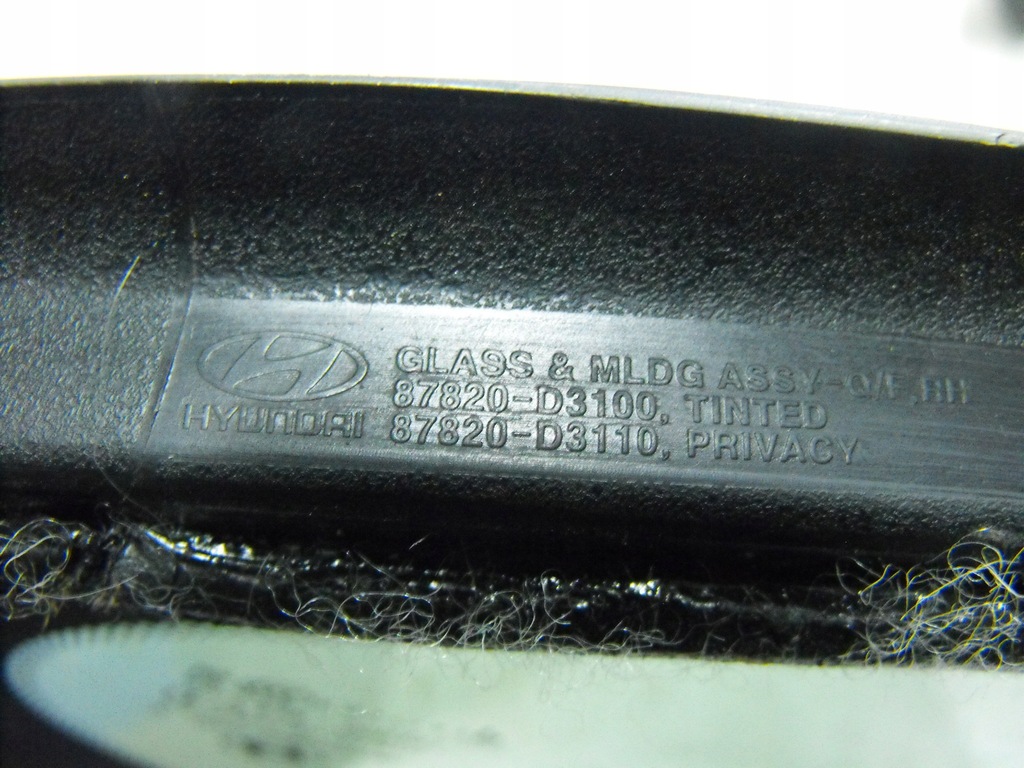 GLASS & MLDG ASSY-Q/F,RH
87820-D3100, TINTED
HYUNDAI 87820-D3110, PRIVACY